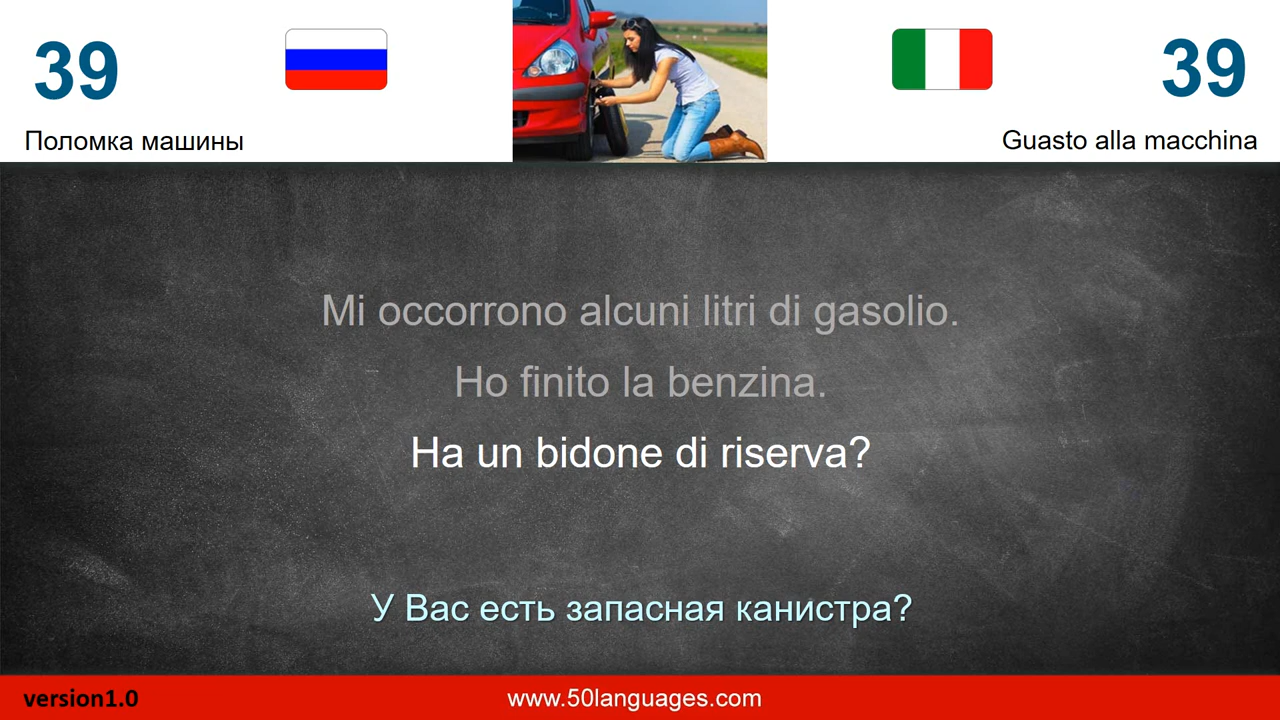 39
39
Поломка машины
Guasto alla macchina
Mi occorrono alcuni litri di gasolio.
Ho finito la benzina.
Ha un bidone di riserva?
У Вас есть запасная канистра?
version1.0
www.50languages.com